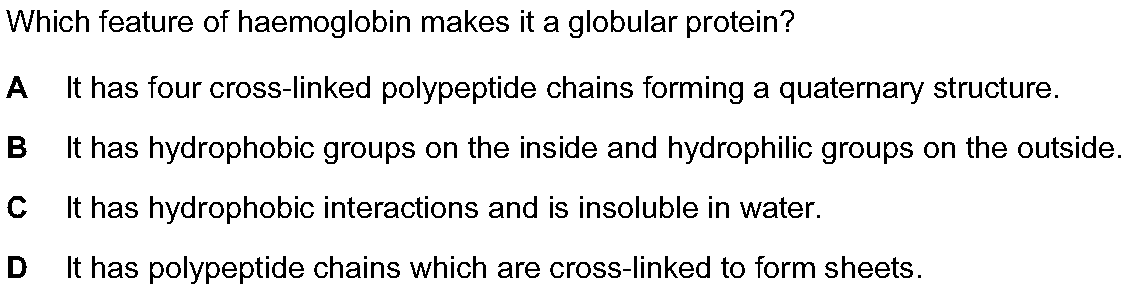 Which feature of haemoglobin makes it a globular protein?
A It has four cross-linked polypeptide chains forming a quaternary structure.
B It has hydrophobic groups on the inside and hydrophilic groups on the outside.
C It has hydrophobic interactions and is insoluble in water.
D It has polypeptide chains which are cross-linked to form sheets.